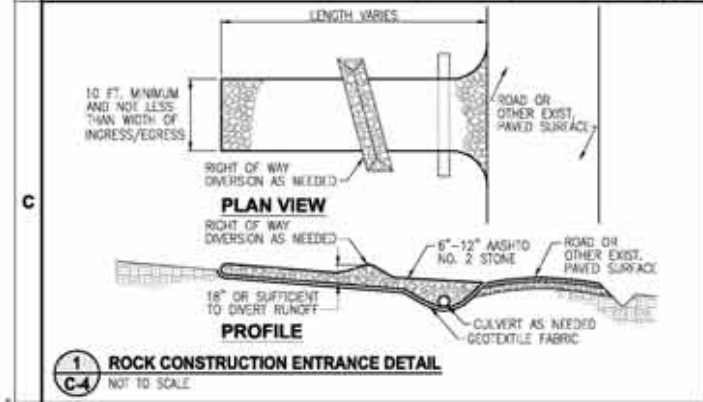 LENGTH VARIES
10 FT. MINIMUM
AND NOT LESS
THAN WIDTH OF
INGRESS/EGRESS
ROAD OR
OTHER EXIST.
PAVED SURFACE
RIGHT OF WAY
DIVERSION AS NEEDED
PLAN VIEW
C
RIGHT OF WAY
DIVERSION AS NEEDED
6"-12" AASHTO
NO. 2 STONE
ROAD OR
OTHER EXIST.
PAVED SURFACE
18" OR SUFFICIENT
TO DIVERT RUNOFF
PROFILE
CULVERT AS NEEDED
GEOTEXTILE FABRIC
1
C-4
ROCK CONSTRUCTION ENTRANCE DETAIL
NOT TO SCALE